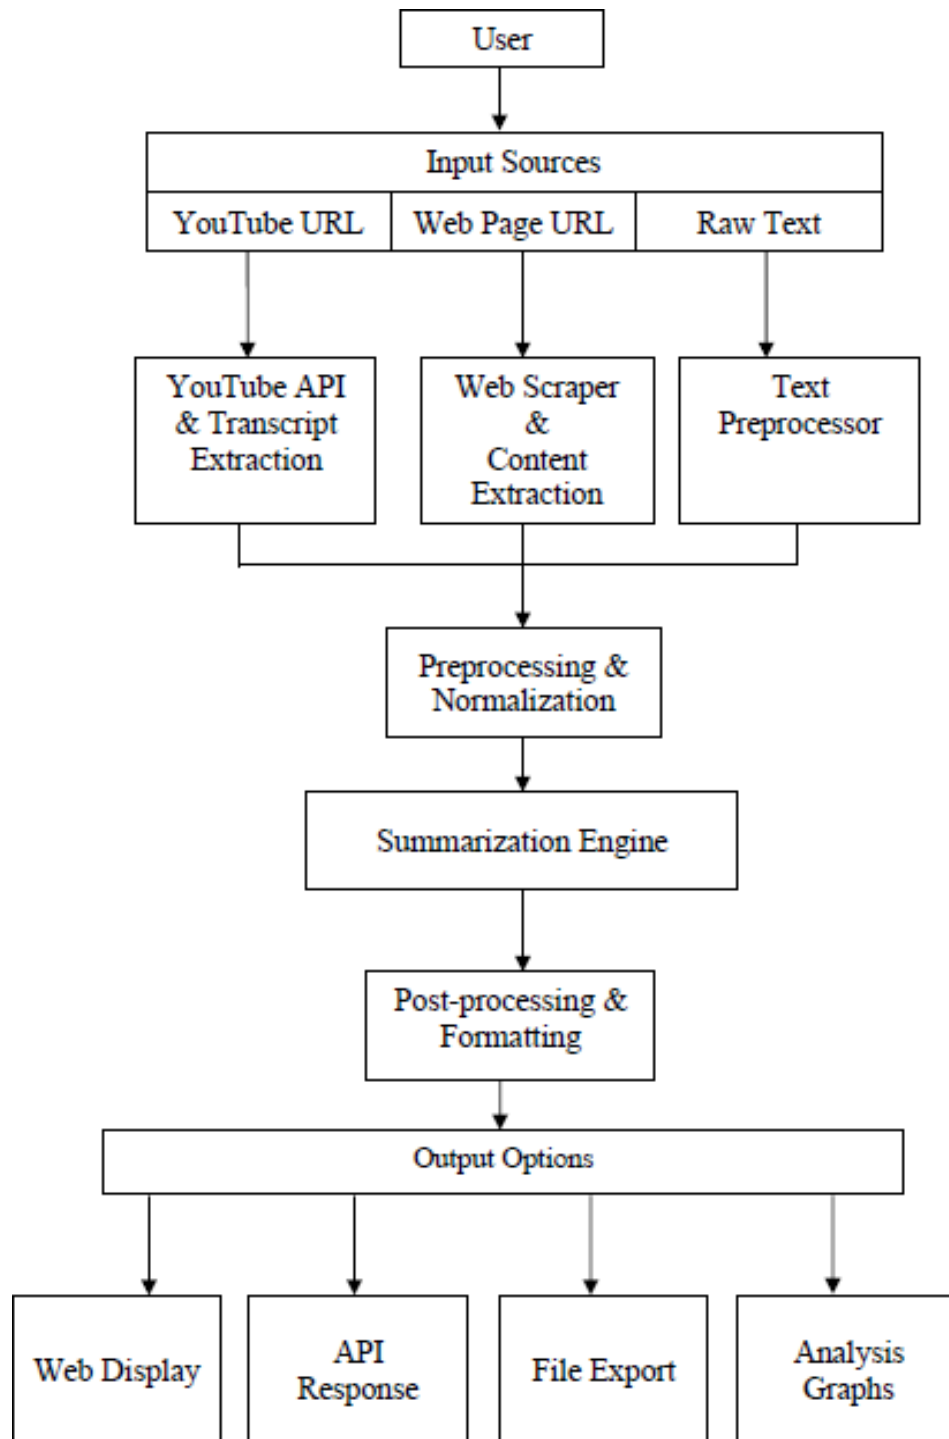 User
Input Sources
YouTube URL
Web Page URL
Raw Text
YouTube API
& Transcript
Extraction
Web Scraper
&
Content
Extraction
Text
Preprocessor
Preprocessing &
Normalization
Summarization Engine
Post-processing &
Formatting
Output Options
Web Display
API
Response
File Export
Analysis
Graphs